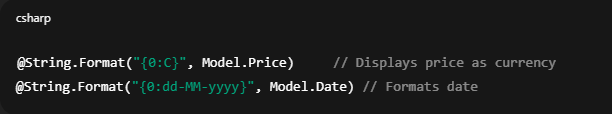 csharp
@String.Format("{0:C}", Model.Price)     // Displays price as currency
@String.Format("{0:dd-MM-yyyy}", Model.Date) // Formats date